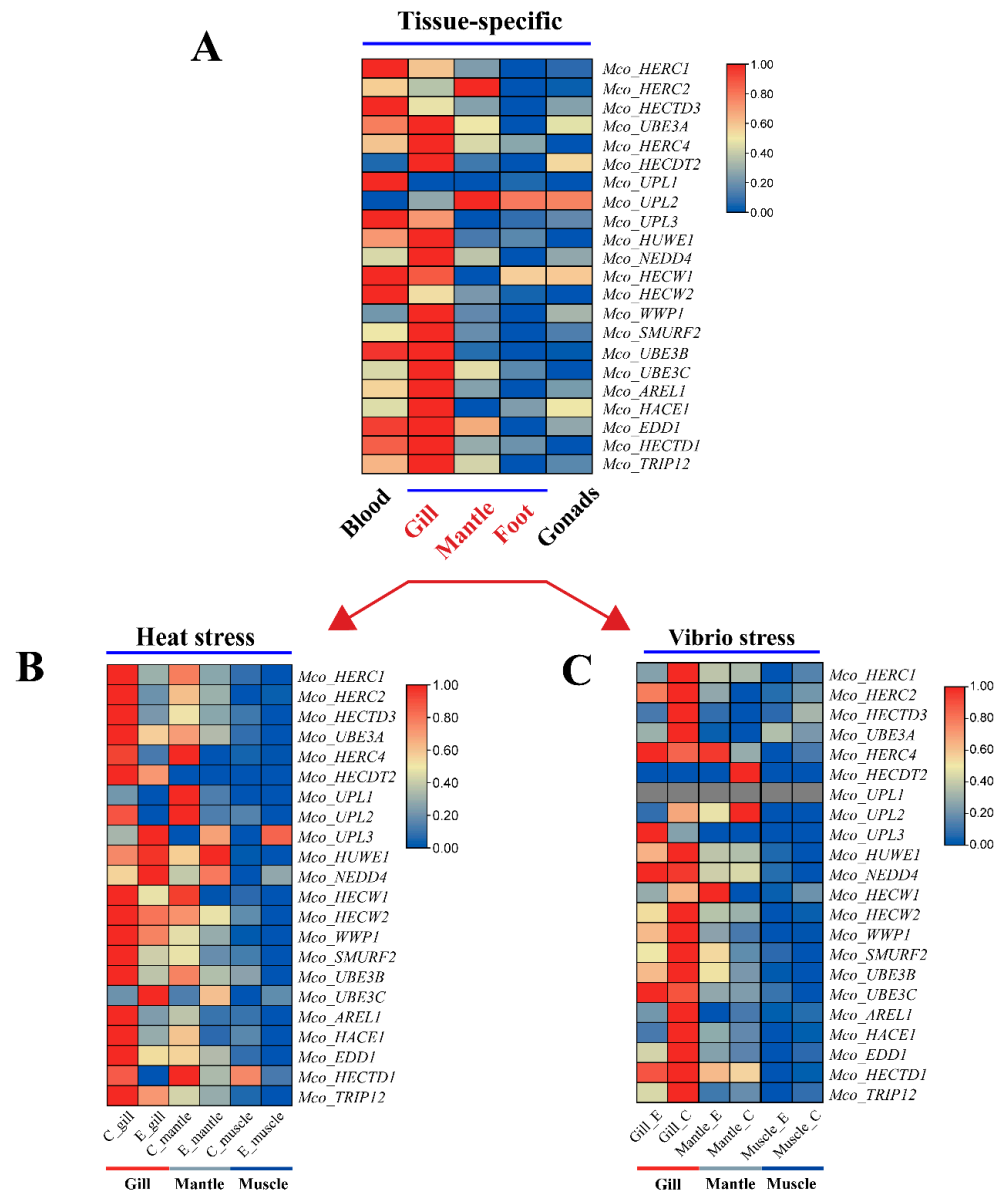 Tissue-specific
A
Mco_HERC1
Mco_HERC2
Mco_HECTD3
Mco_UBE3A
Mco_HERC4
Mco_HECDT2
Mco_UPL1
Mco_UPL2
Mco_UPL3
Mco_HUWE1
Mco_NEDD4
Mco_HECW1
Mco_HECW2
Mco_WWP1
Mco_SMURF2
Mco_UBE3B
Mco_UBE3C
Mco_AREL1
Mco_HACE1
Mco_EDD1
Mco_HECTD1
Mco_TRIP12
1.00
0.80
0.60
0.40
0.20
0.00
Blood
Gill
Mantle
Foot
Gonads
Heat stress
B
Mco_HERC1
Mco_HERC2
Mco_HECTD3
Mco_UBE3A
Mco_HERC4
Mco_HECDT2
Mco_UPL1
Mco_UPL2
Mco_UPL3
Mco_HUWE1
Mco_NEDD4
Mco_HECW1
Mco_HECW2
Mco_WWP1
Mco_SMURF2
Mco_UBE3B
Mco_UBE3C
Mco_AREL1
Mco_HACE1
Mco_EDD1
Mco_HECTD1
Mco_TRIP12
1.00
0.80
0.60
0.40
0.20
0.00
C_gill
E_gill
C_mantle
E_mantle
C_muscle
E_muscle
Gill
Mantle
Muscle
Vibrio stress
C
Mco_HERC1
Mco_HERC2
Mco_HECTD3
Mco_UBE3A
Mco_HERC4
Mco_HECDT2
Mco_UPL1
Mco_UPL2
Mco_UPL3
Mco_HUWE1
Mco_NEDD4
Mco_HECW1
Mco_HECW2
Mco_WWP1
Mco_SMURF2
Mco_UBE3B
Mco_UBE3C
Mco_AREL1
Mco_HACE1
Mco_EDD1
Mco_HECTD1
Mco_TRIP12
1.00
0.80
0.60
0.40
0.20
0.00
Gill_E
Gill_C
Mantle_E
Mantle_C
Muscle_E
Muscle_C
Gill
Mantle
Muscle